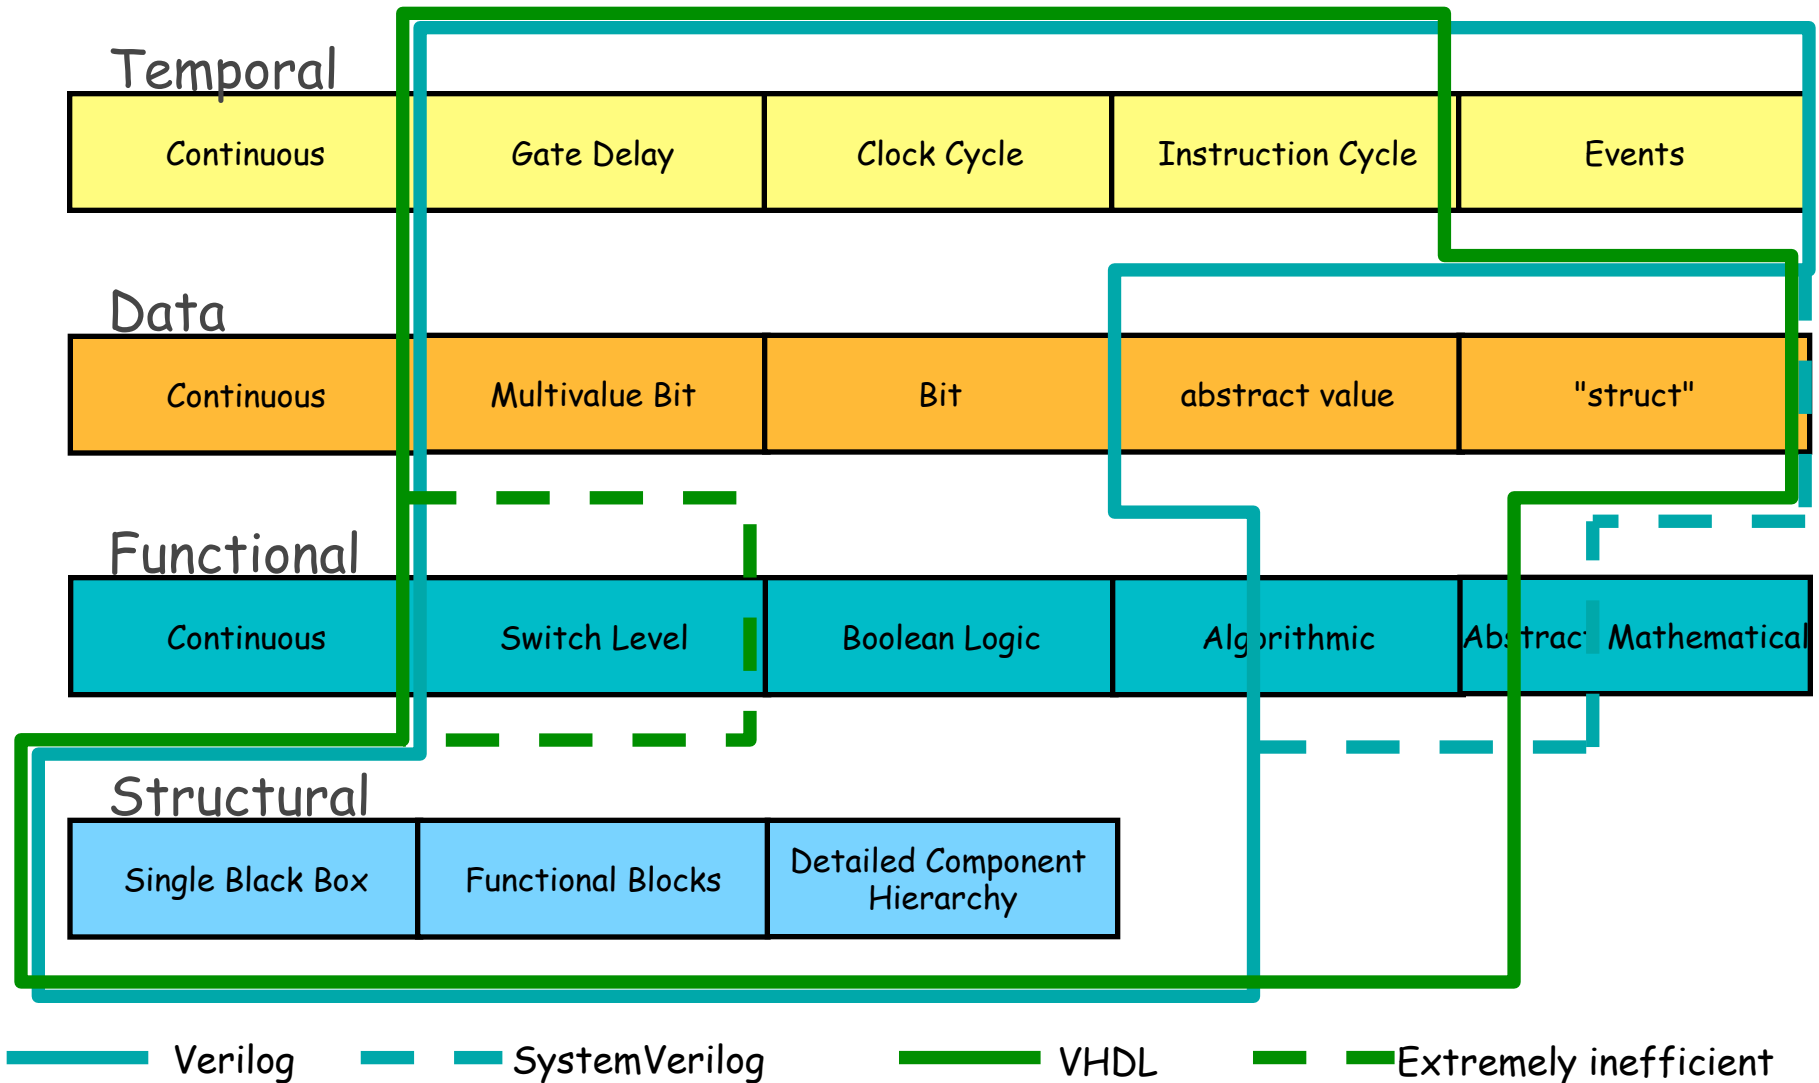 Temporal
Continuous
Gate Delay
Clock Cycle
Instruction Cycle
Events
Data
Continuous
Multivalue Bit
Bit
abstract value
"struct"
Functional
Continuous
Switch Level
Boolean Logic
Algorithmic
Abstract Mathematical
Structural
Single Black Box
Functional Blocks
Detailed Component
Hierarchy
Verilog
SystemVerilog
VHDL
Extremely inefficient